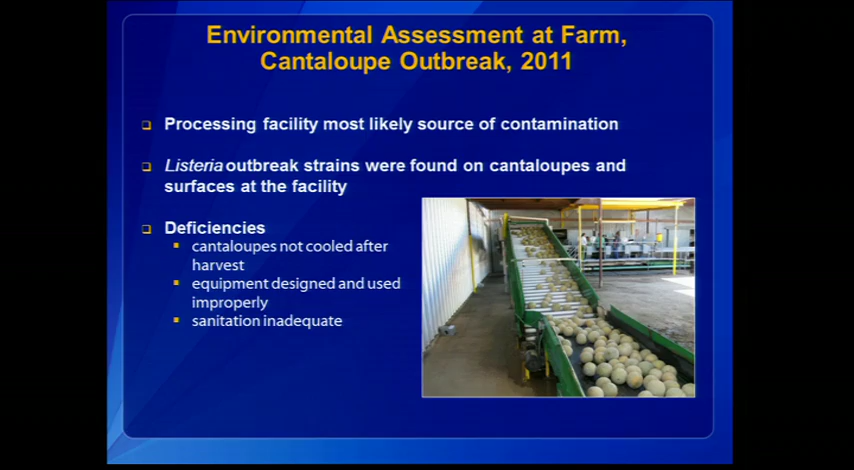 Environmental Assessment at Farm,
Cantaloupe Outbreak, 2011
Processing facility most likely source of contamination
Listeria outbreak strains were found on cantaloupes and
surfaces at the facility
Deficiencies
cantaloupes not cooled after
harvest
equipment designed and used
improperly
sanitation inadequate